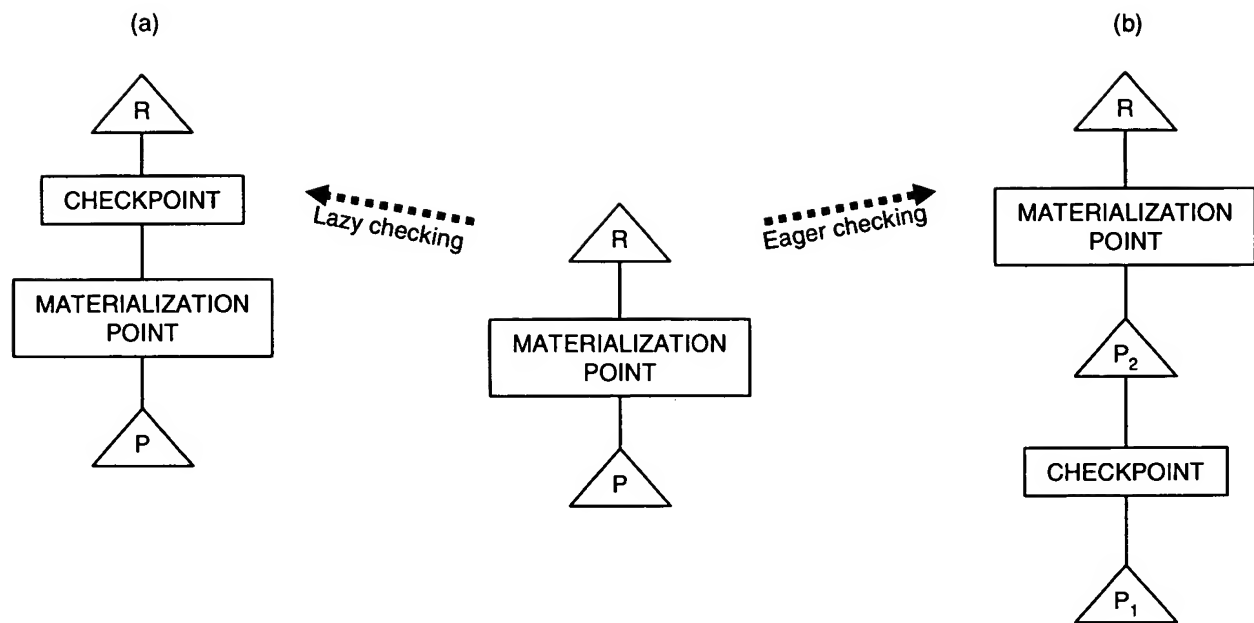 (a)
R
CHECKPOINT
MATERIALIZATION
POINT
P
Lazy checking
R
MATERIALIZATION
POINT
P
Eager checking
(b)
R
MATERIALIZATION
POINT
P₂
CHECKPOINT
P₁